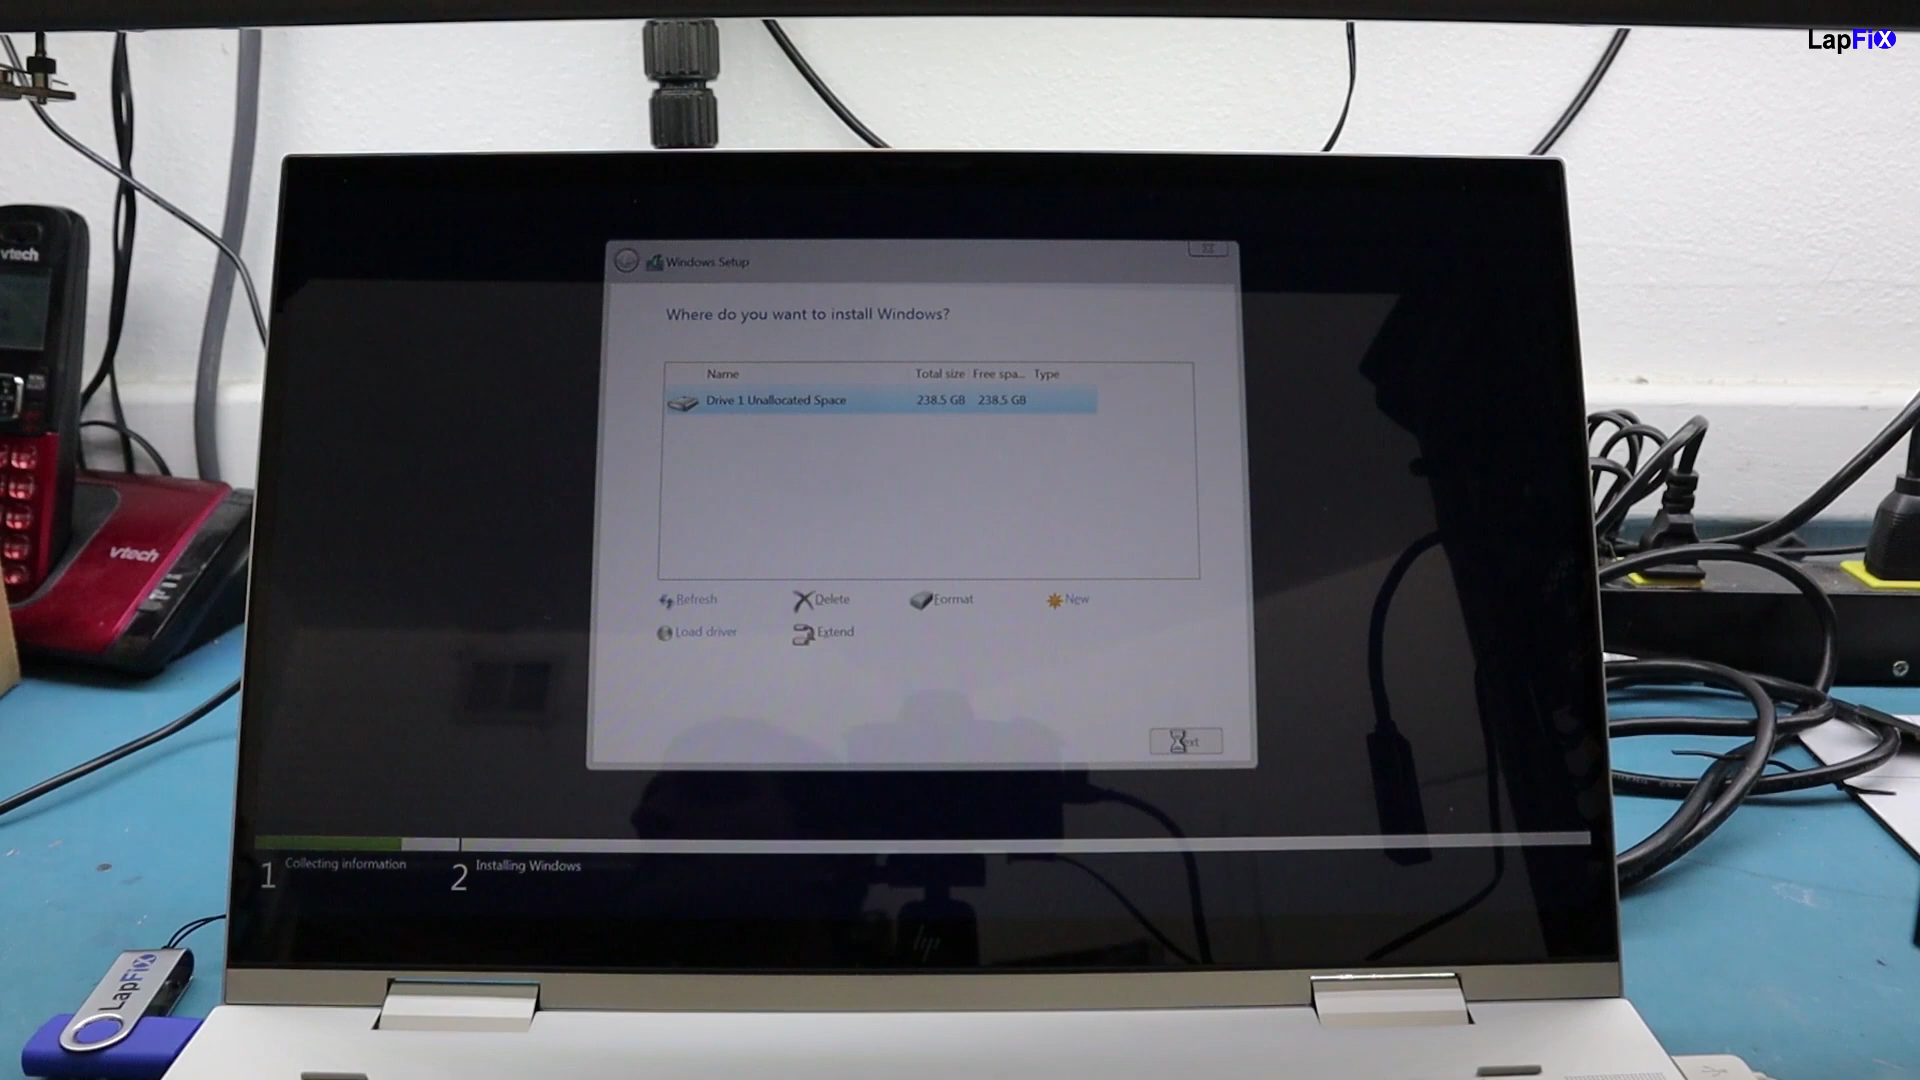 LapFiX
vtech
Windows Setup
Where do you want to install Windows?
Name Total size Free spa... Type
Drive 1 Unallocated Space 238.5 GB 238.5 GB
Refresh Delete Format New
Load driver Extend
vtech
1 Collecting information 2 Installing Windows
hp
LapFiX